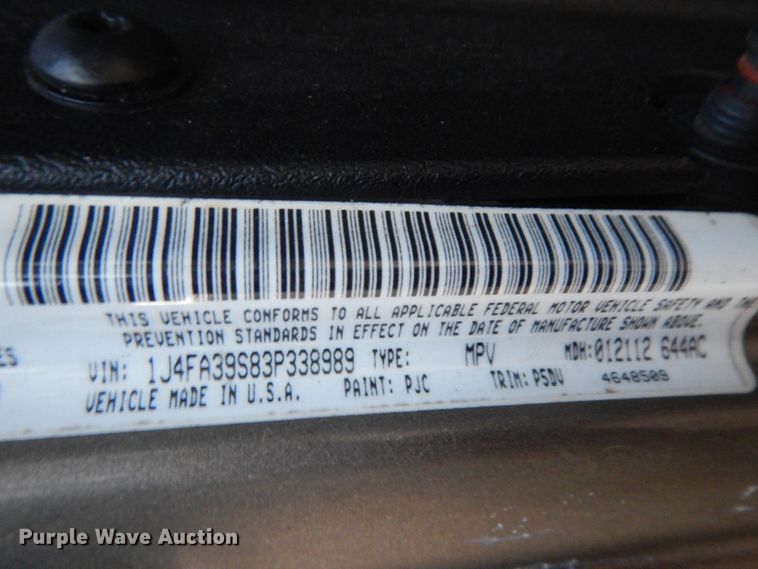 THIS VEHICLE CONFORMS TO ALL APPLICABLE FEDERAL MOTOR VEHICLE SAFETY AND THE
PREVENTION STANDARDS IN EFFECT ON THE DATE OF MANUFACTURE SHOWN ABOVE.
ES VIN: 1J4FA39S83P338989 TYPE: MPV MDH:012112 644AC
VEHICLE MADE IN U.S.A. PAINT: PJC TRIM: PSDV 4648509
Purple Wave Auction